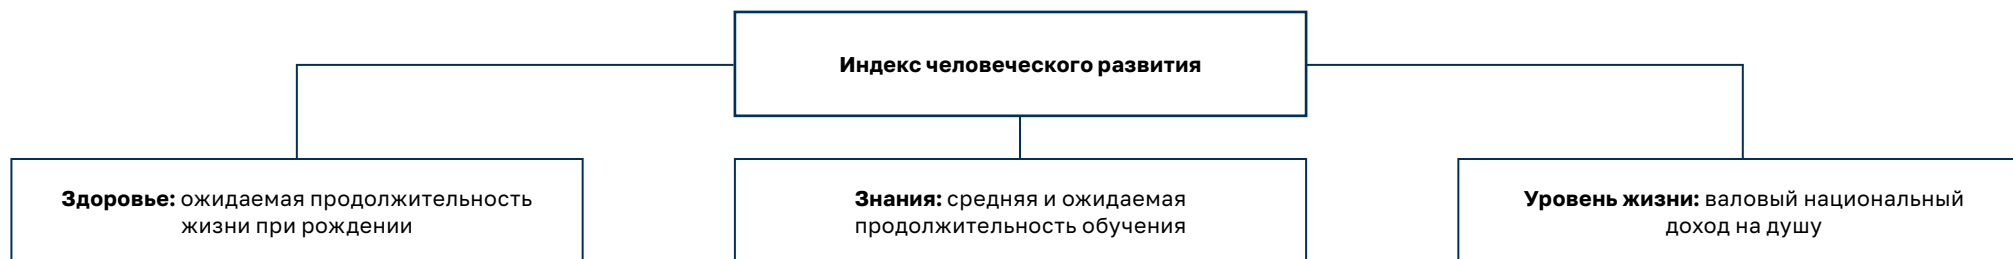 Индекс человеческого развития
Здоровье: ожидаемая продолжительность
жизни при рождении
Знания: средняя и ожидаемая
продолжительность обучения
Уровень жизни: валовый национальный
доход на душу